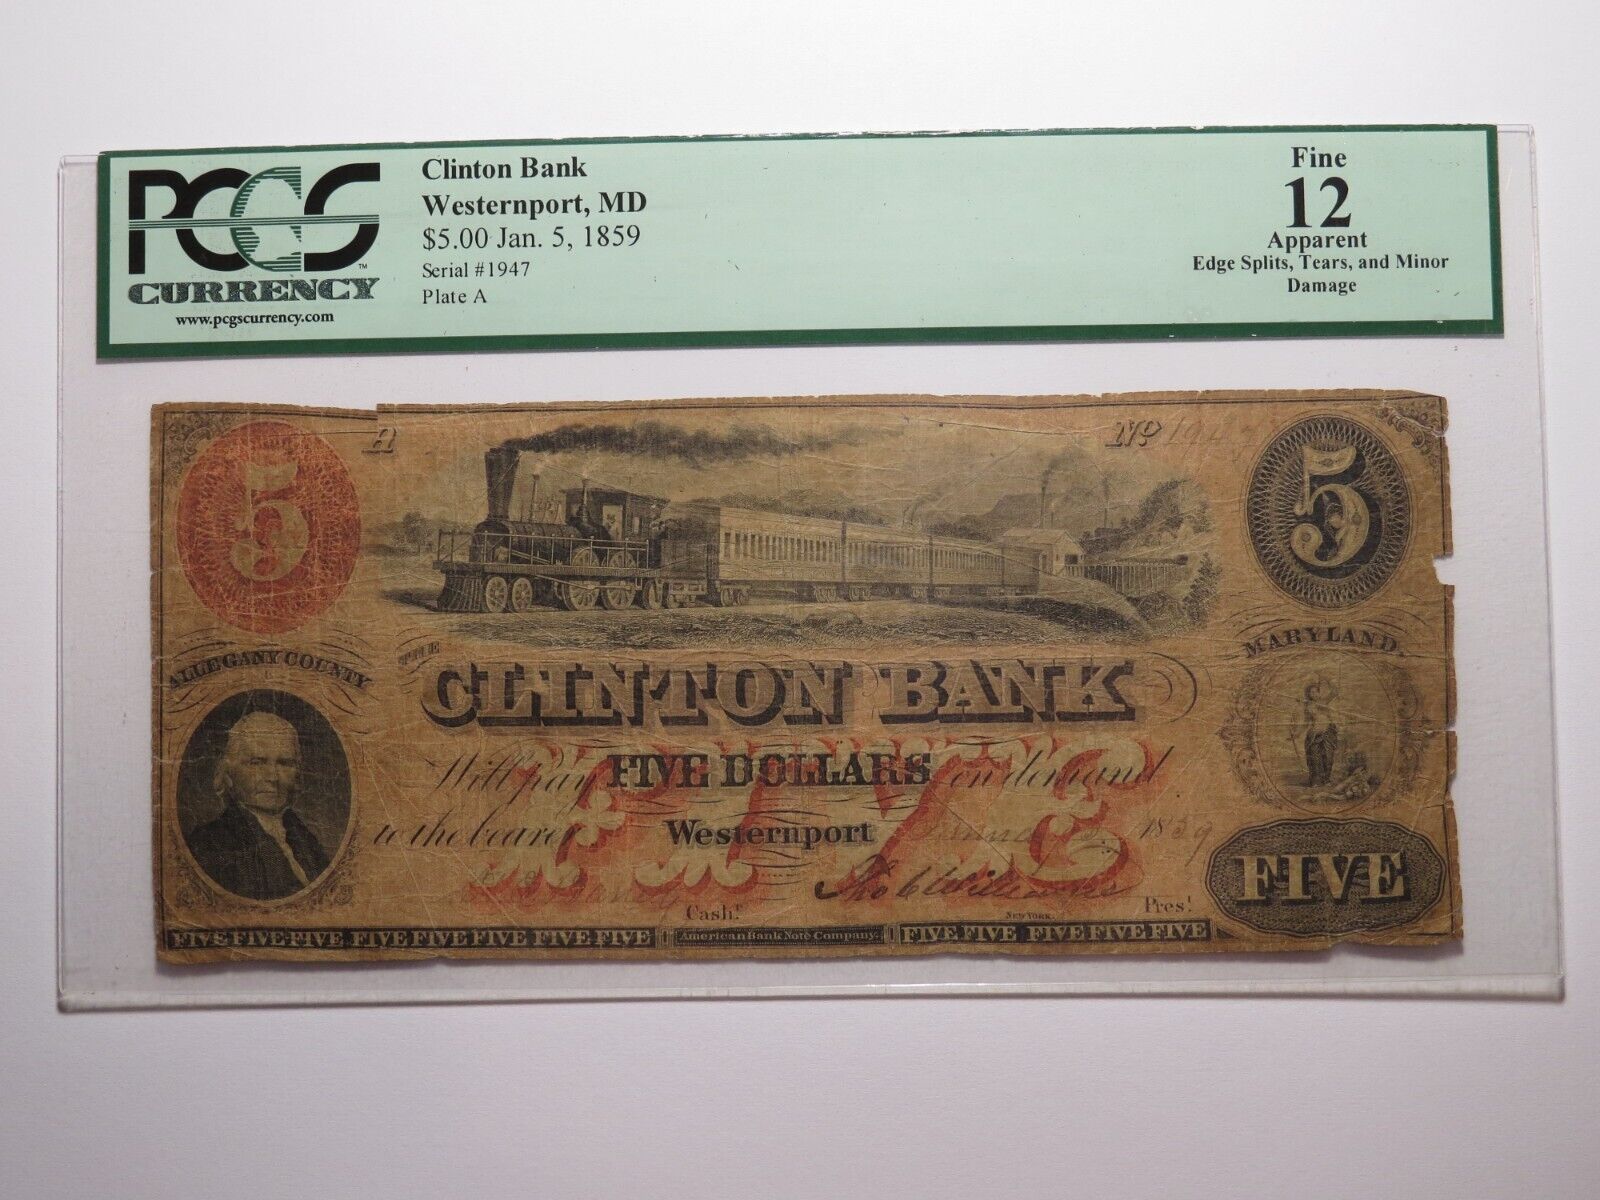 PCGS
™
CURRENCY
www.pcgscurrency.com
Clinton Bank
Westernport, MD
$5.00 Jan. 5, 1859
Serial #1947
Plate A
Fine
12
Apparent
Edge Splits, Tears, and Minor
Damage
5
A
No 1947
5
ALLEGANY COUNTY
THE
CLINTON BANK
MARYLAND.
FIVE
Will pay FIVE DOLLARS on demand
to the bearer Westernport 1859
Cash.r
NEW YORK.
Pres.t
FIVE
FIVE FIVE FIVE FIVE FIVE FIVE FIVE FIVE
American Bank Note Company.
FIVE FIVE FIVE FIVE FIVE